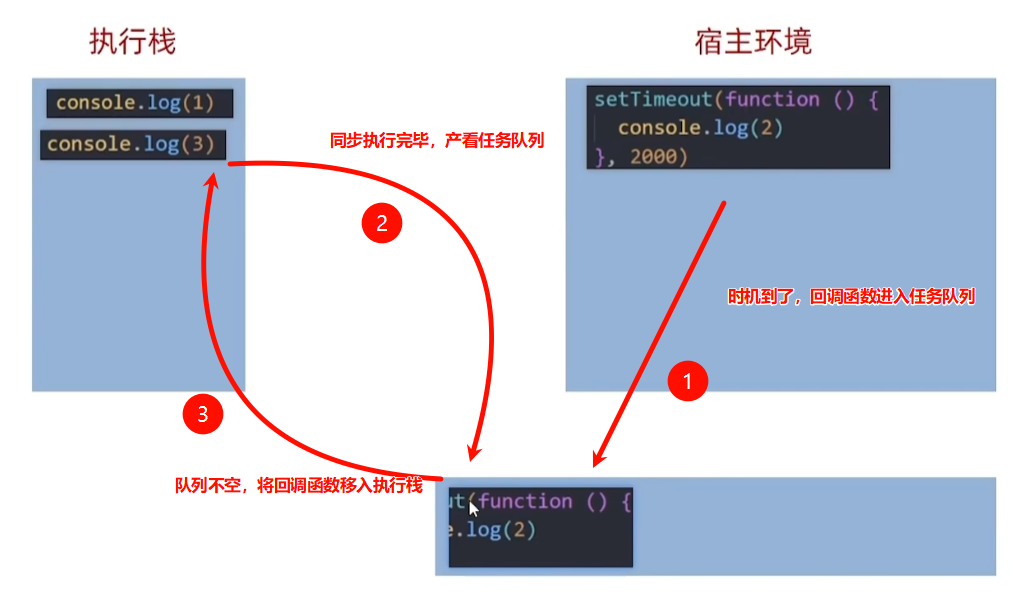 执行栈
宿主环境
console.log(1)
console.log(3)
setTimeout(function () {
console.log(2)
}, 2000)
同步执行完毕，产看任务队列
2
时机到了，回调函数进入任务队列
1
3
队列不空，将回调函数移入执行栈
ut(function () {
e.log(2)